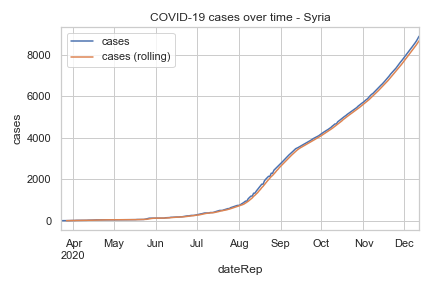 COVID-19 cases over time - Syria
cases
cases (rolling)
8000
6000
4000
2000
0
cases
Apr May Jun Jul Aug Sep Oct Nov Dec
2020
dateRep